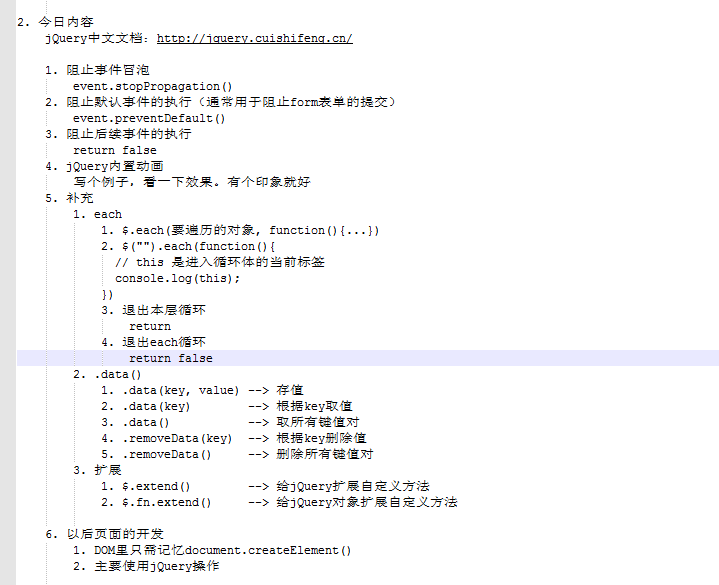 2. 今日内容
jQuery中文文档：http://jquery.cuishifeng.cn/
1. 阻止事件冒泡
event.stopPropagation()
2. 阻止默认事件的执行（通常用于阻止form表单的提交）
event.preventDefault()
3. 阻止后续事件的执行
return false
4. jQuery内置动画
写个例子，看一下效果。有个印象就好
5. 补充
1. each
1. $.each(要遍历的对象, function(){...})
2. $("").each(function(){
// this 是进入循环体的当前标签
console.log(this);
})
3. 退出本层循环
return
4. 退出each循环
return false
2. .data()
1. .data(key, value) --> 存值
2. .data(key) --> 根据key取值
3. .data() --> 取所有键值对
4. .removeData(key) --> 根据key删除值
5. .removeData() --> 删除所有键值对
3. 扩展
1. $.extend() --> 给jQuery扩展自定义方法
2. $.fn.extend() --> 给jQuery对象扩展自定义方法
6. 以后页面的开发
1. DOM里只需记忆document.createElement()
2. 主要使用jQuery操作